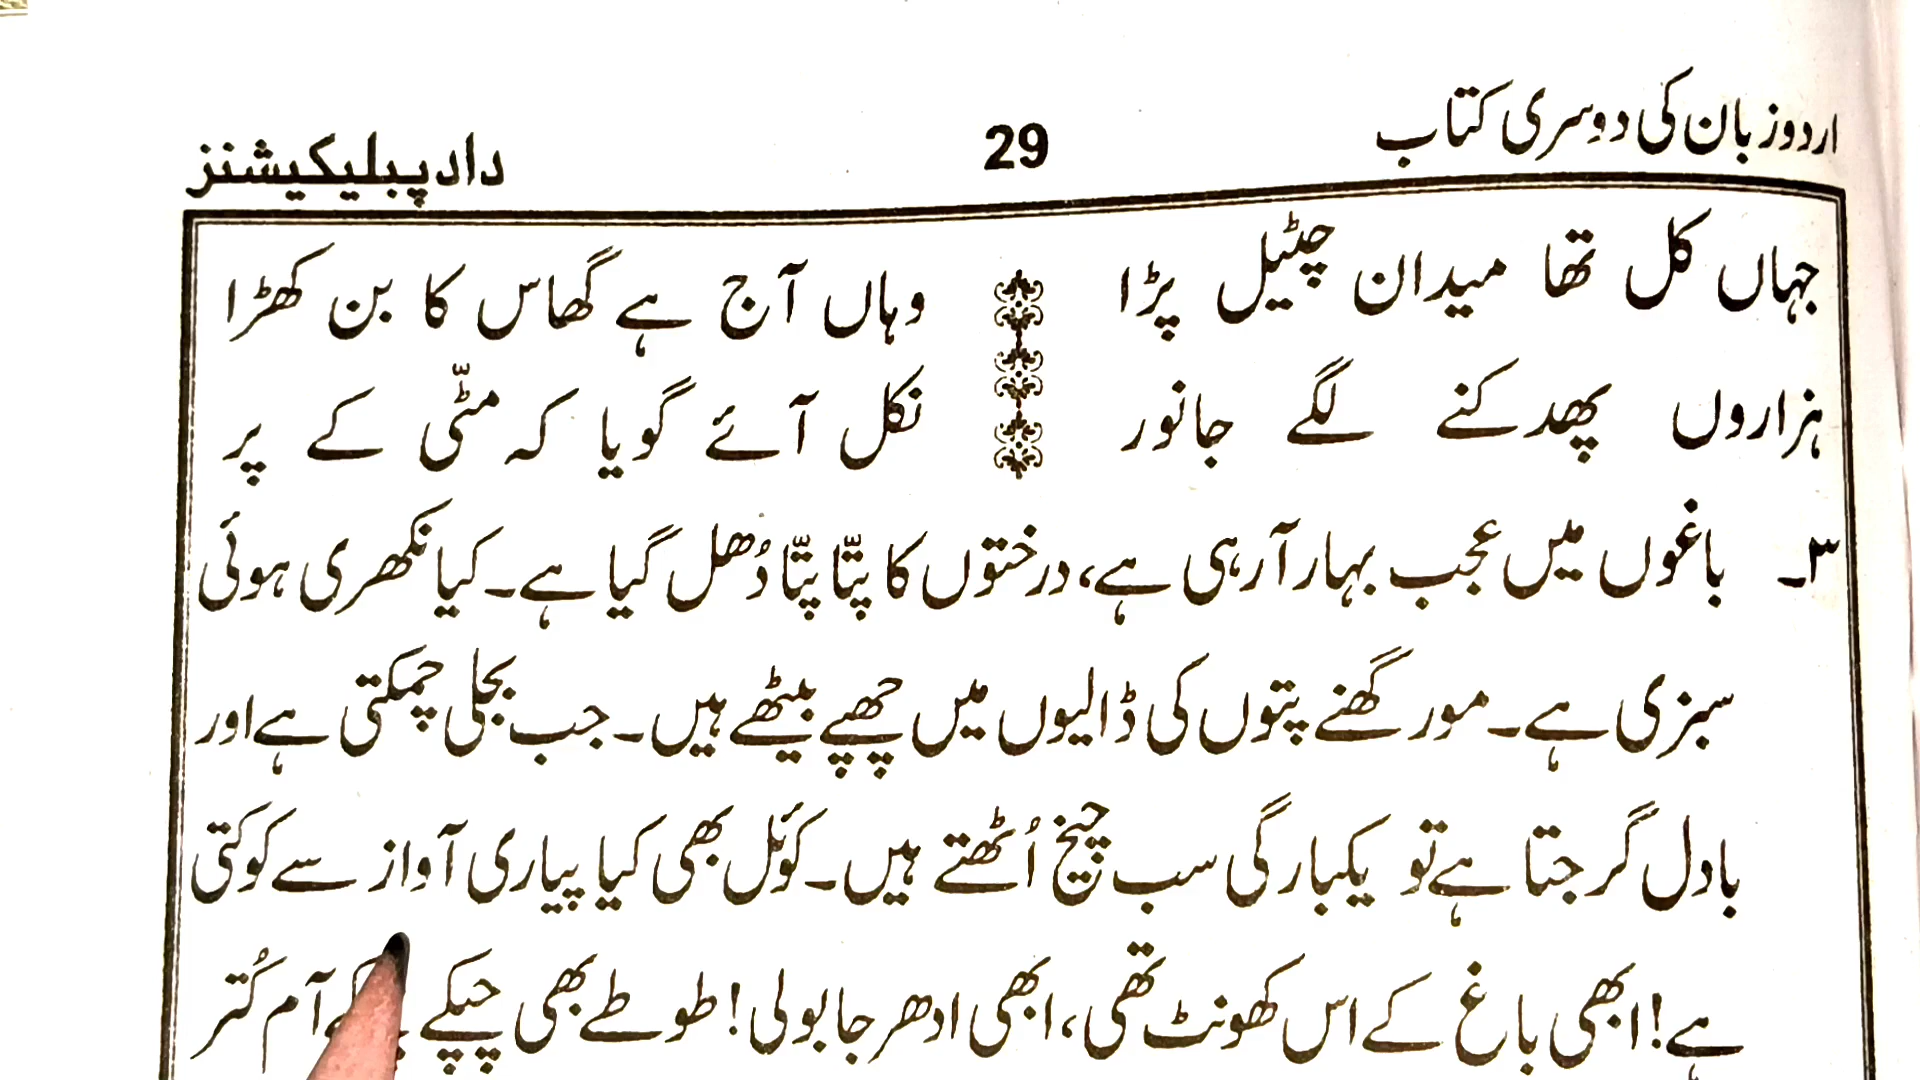 اردو زبان کی دوسری کتاب 29 داد پبلیکیشنز
جہاں کل تھا میدان چٹیل پڑا وہاں آج ہے گھاس کا بن کھڑا
ہزاروں پھدکنے لگے جانور نکل آئے گویا کہ مٹّی کے پر
۳۔ باغوں میں عجب بہار آرہی ہے، درختوں کا پتّا پتّا دُھل گیا ہے۔ کیا نکھری ہوئی
سبزی ہے۔ مور گھنے پتوں کی ڈالیوں میں چھپے بیٹھے ہیں۔ جب بجلی چمکتی ہے اور
بادل گرجتا ہے تو یکبارگی سب چیخ اُٹھتے ہیں۔ کوئل بھی کیا پیاری آواز سے کوکتی
ہے! ابھی باغ کے اس کھونٹ تھی، ابھی ادھر جا بولی! طوطے بھی چپکے آم کُتر